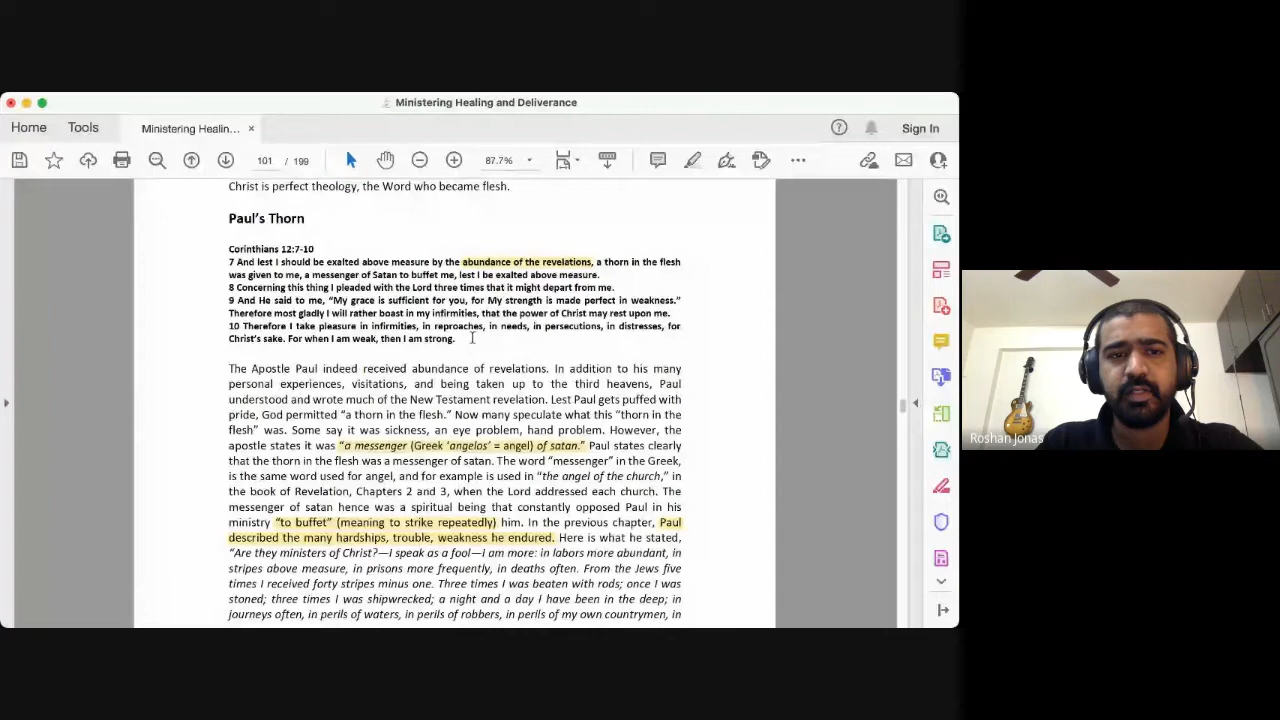 Ministering Healing and Deliverance
Home Tools Ministering Healin... × Sign In
101 / 199 87.7%
Christ is perfect theology, the Word who became flesh.
Paul's Thorn
Corinthians 12:7-10
7 And lest I should be exalted above measure by the abundance of the revelations, a thorn in the flesh
was given to me, a messenger of Satan to buffet me, lest I be exalted above measure.
8 Concerning this thing I pleaded with the Lord three times that it might depart from me.
9 And He said to me, “My grace is sufficient for you, for My strength is made perfect in weakness.”
Therefore most gladly I will rather boast in my infirmities, that the power of Christ may rest upon me.
10 Therefore I take pleasure in infirmities, in reproaches, in needs, in persecutions, in distresses, for
Christ's sake. For when I am weak, then I am strong.
The Apostle Paul indeed received abundance of revelations. In addition to his many
personal experiences, visitations, and being taken up to the third heavens, Paul
understood and wrote much of the New Testament revelation. Lest Paul gets puffed with
pride, God permitted “a thorn in the flesh.” Now many speculate what this “thorn in the
flesh” was. Some say it was sickness, an eye problem, hand problem. However, the
apostle states it was “a messenger (Greek ‘angelos’ = angel) of satan.” Paul states clearly
that the thorn in the flesh was a messenger of satan. The word “messenger” in the Greek,
is the same word used for angel, and for example is used in “the angel of the church,” in
the book of Revelation, Chapters 2 and 3, when the Lord addressed each church. The
messenger of satan hence was a spiritual being that constantly opposed Paul in his
ministry “to buffet” (meaning to strike repeatedly) him. In the previous chapter, Paul
described the many hardships, trouble, weakness he endured. Here is what he stated,
“Are they ministers of Christ?—I speak as a fool—I am more: in labors more abundant, in
stripes above measure, in prisons more frequently, in deaths often. From the Jews five
times I received forty stripes minus one. Three times I was beaten with rods; once I was
stoned; three times I was shipwrecked; a night and a day I have been in the deep; in
journeys often, in perils of waters, in perils of robbers, in perils of my own countrymen, in
Roshan Jonas